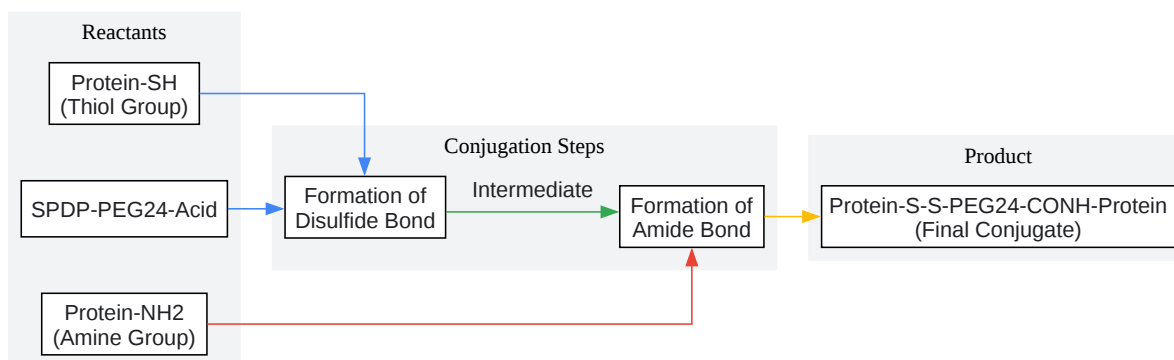 Reactants
Protein-SH
(Thiol Group)
SPDP-PEG24-Acid
Protein-NH2
(Amine Group)
Conjugation Steps
Formation of
Disulfide Bond
Intermediate
Formation of
Amide Bond
Product
Protein-S-S-PEG24-CONH-Protein
(Final Conjugate)